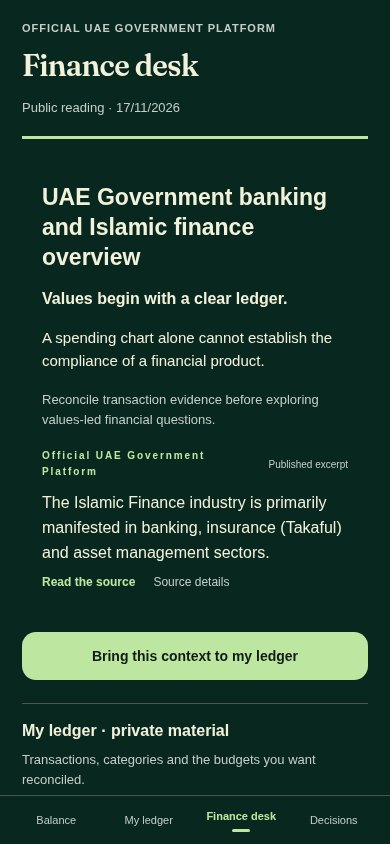 OFFICIAL UAE GOVERNMENT PLATFORM
Finance desk
Public reading · 17/11/2026
UAE Government banking
and Islamic finance
overview
Values begin with a clear ledger.
A spending chart alone cannot establish the
compliance of a financial product.
Reconcile transaction evidence before exploring
values-led financial questions.
Official UAE Government
Platform
Published excerpt
The Islamic Finance industry is primarily
manifested in banking, insurance (Takaful)
and asset management sectors.
Read the source Source details
Bring this context to my ledger
My ledger · private material
Transactions, categories and the budgets you want
reconciled.
Balance My ledger Finance desk Decisions